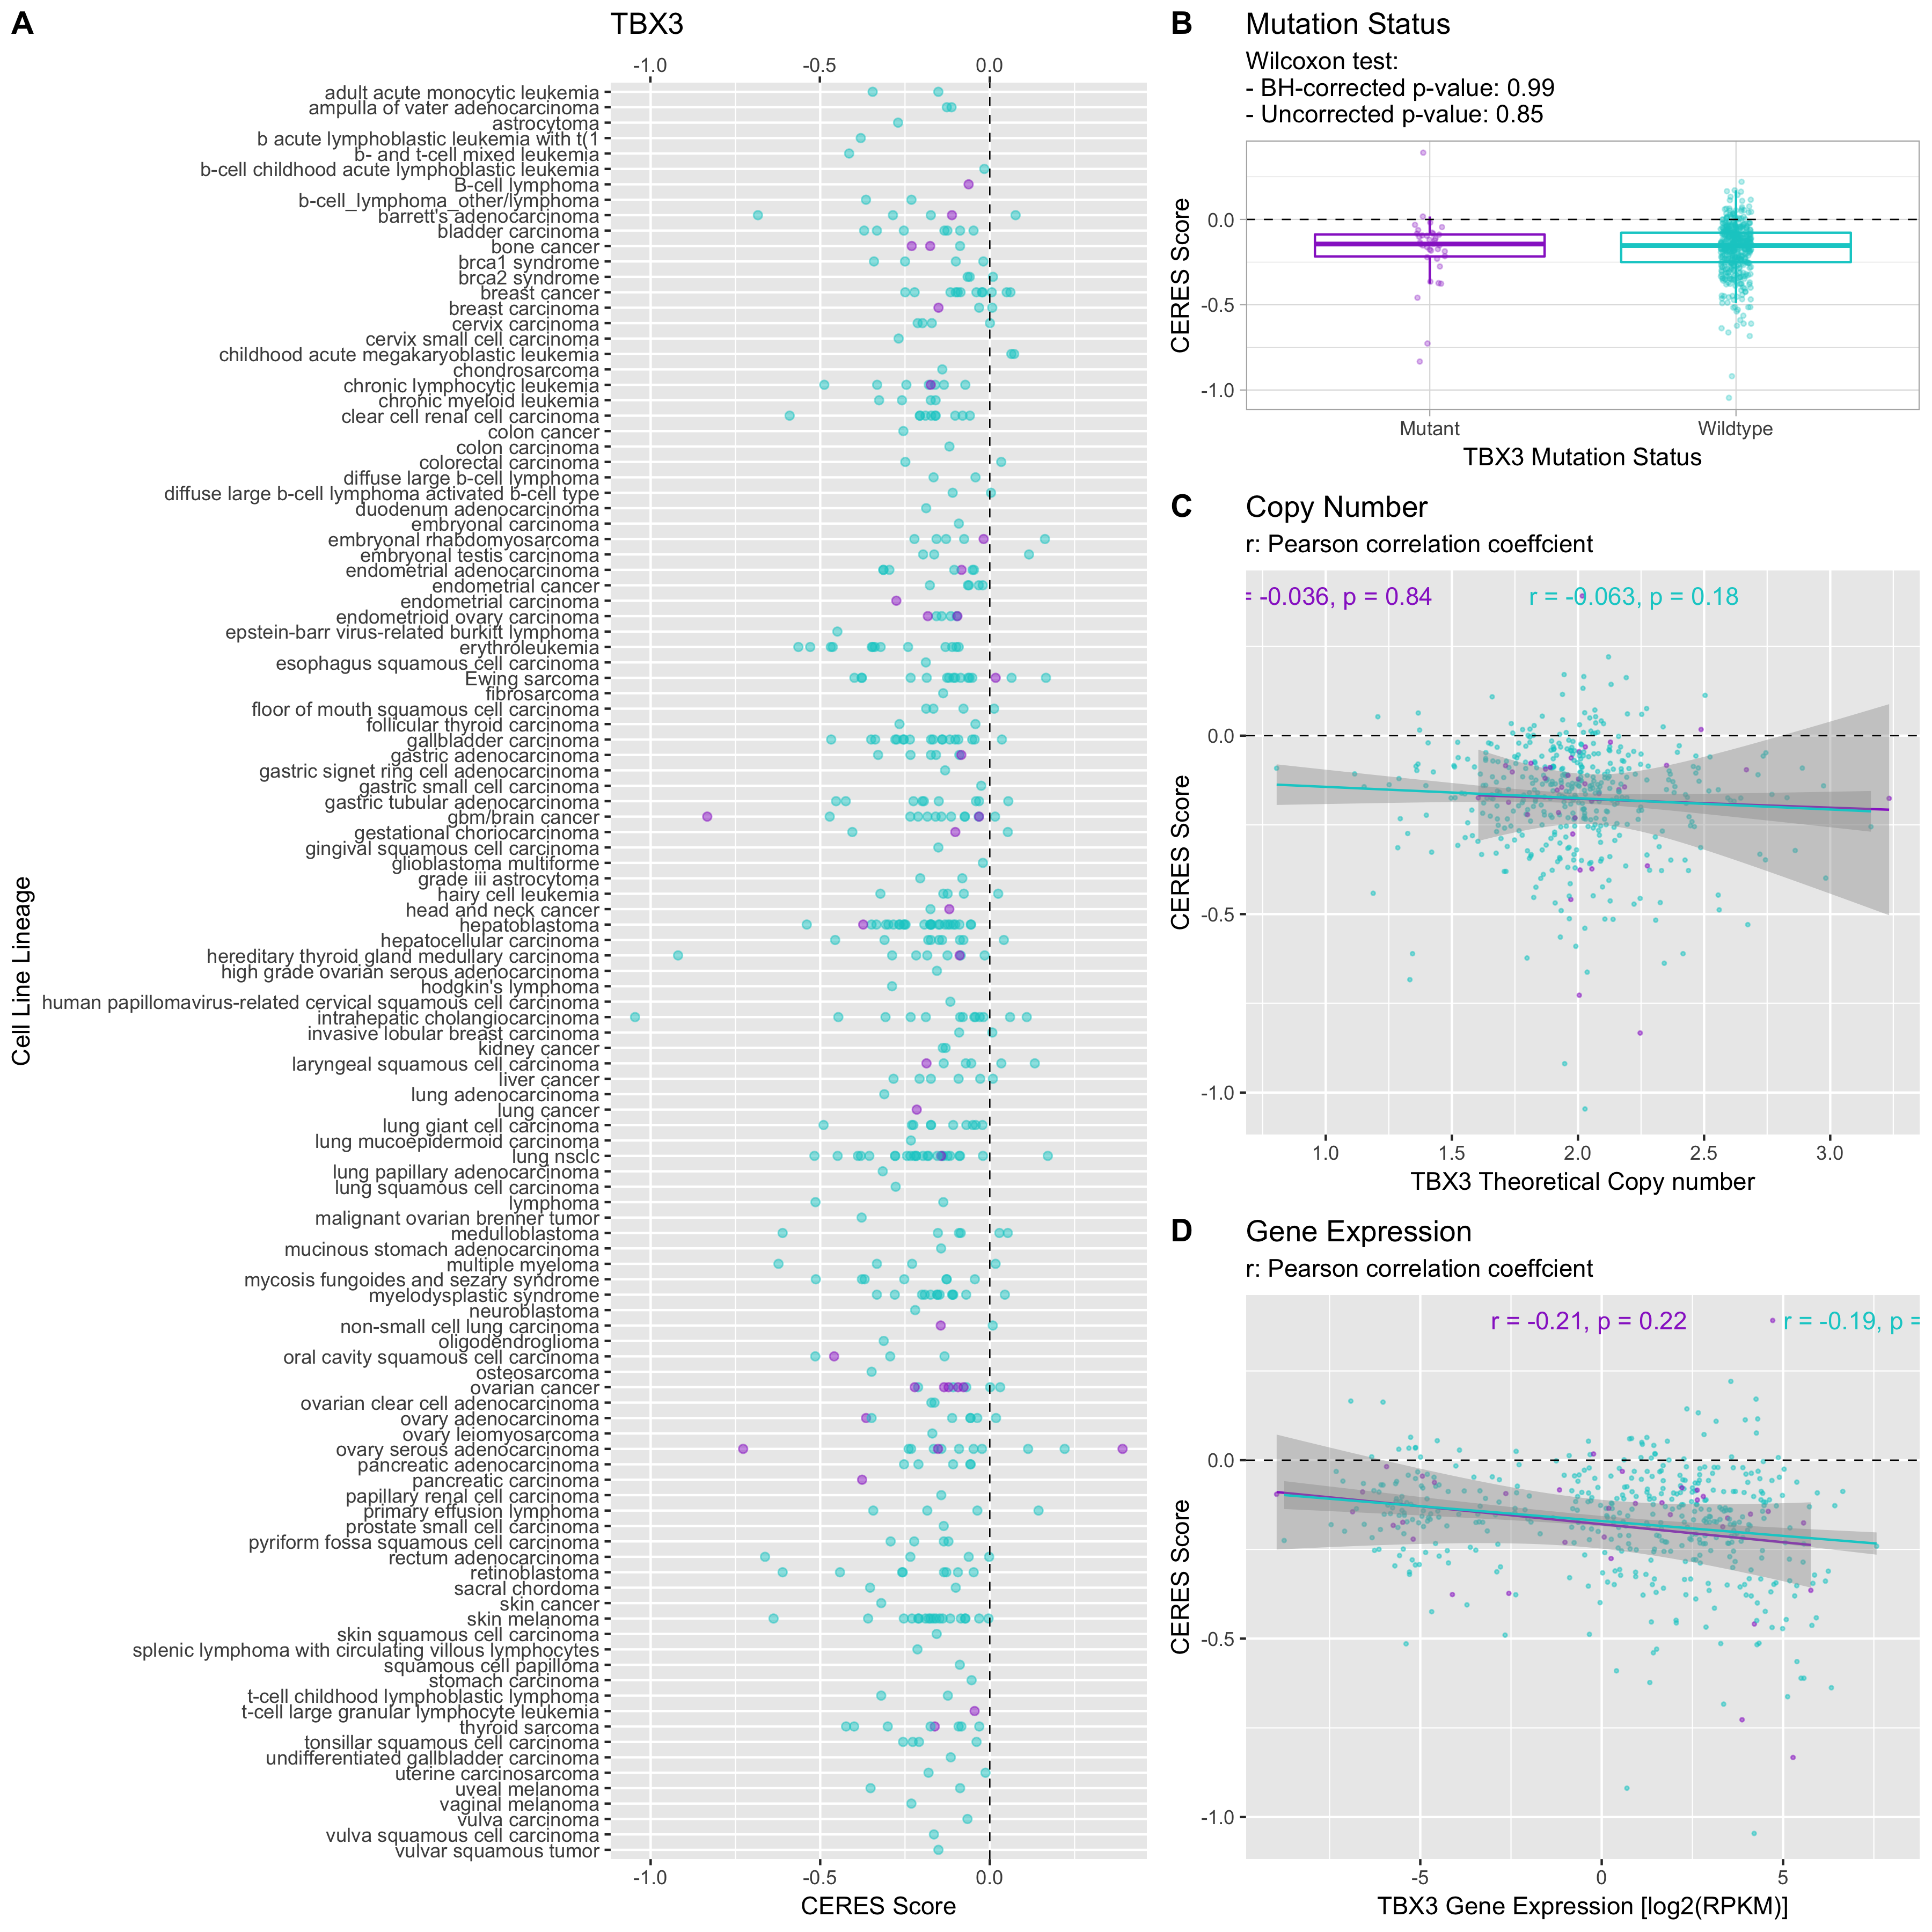 A
TBX3
-1.0
-0.5
0.0
adult acute monocytic leukemia
ampulla of vater adenocarcinoma
astrocytoma
b acute lymphoblastic leukemia with t(1
b- and t-cell mixed leukemia
b-cell childhood acute lymphoblastic leukemia
B-cell lymphoma
b-cell_lymphoma_other/lymphoma
barrett's adenocarcinoma
bladder carcinoma
bone cancer
brca1 syndrome
brca2 syndrome
breast cancer
breast carcinoma
cervix carcinoma
cervix small cell carcinoma
childhood acute megakaryoblastic leukemia
chondrosarcoma
chronic lymphocytic leukemia
chronic myeloid leukemia
clear cell renal cell carcinoma
colon cancer
colon carcinoma
colorectal carcinoma
diffuse large b-cell lymphoma
diffuse large b-cell lymphoma activated b-cell type
duodenum adenocarcinoma
embryonal carcinoma
embryonal rhabdomyosarcoma
embryonal testis carcinoma
endometrial adenocarcinoma
endometrial cancer
endometrial carcinoma
endometrioid ovary carcinoma
epstein-barr virus-related burkitt lymphoma
erythroleukemia
esophagus squamous cell carcinoma
Ewing sarcoma
fibrosarcoma
floor of mouth squamous cell carcinoma
follicular thyroid carcinoma
gallbladder carcinoma
gastric adenocarcinoma
gastric signet ring cell adenocarcinoma
gastric small cell carcinoma
gastric tubular adenocarcinoma
gbm/brain cancer
gestational choriocarcinoma
gingival squamous cell carcinoma
glioblastoma multiforme
grade iii astrocytoma
hairy cell leukemia
head and neck cancer
hepatoblastoma
hepatocellular carcinoma
hereditary thyroid gland medullary carcinoma
high grade ovarian serous adenocarcinoma
hodgkin's lymphoma
human papillomavirus-related cervical squamous cell carcinoma
intrahepatic cholangiocarcinoma
invasive lobular breast carcinoma
kidney cancer
laryngeal squamous cell carcinoma
liver cancer
lung adenocarcinoma
lung cancer
lung giant cell carcinoma
lung mucoepidermoid carcinoma
lung nsclc
lung papillary adenocarcinoma
lung squamous cell carcinoma
lymphoma
malignant ovarian brenner tumor
medulloblastoma
mucinous stomach adenocarcinoma
multiple myeloma
mycosis fungoides and sezary syndrome
myelodysplastic syndrome
neuroblastoma
non-small cell lung carcinoma
oligodendroglioma
oral cavity squamous cell carcinoma
osteosarcoma
ovarian cancer
ovarian clear cell adenocarcinoma
ovary adenocarcinoma
ovary leiomyosarcoma
ovary serous adenocarcinoma
pancreatic adenocarcinoma
pancreatic carcinoma
papillary renal cell carcinoma
primary effusion lymphoma
prostate small cell carcinoma
pyriform fossa squamous cell carcinoma
rectum adenocarcinoma
retinoblastoma
sacral chordoma
skin cancer
skin melanoma
skin squamous cell carcinoma
splenic lymphoma with circulating villous lymphocytes
squamous cell papilloma
stomach carcinoma
t-cell childhood lymphoblastic lymphoma
t-cell large granular lymphocyte leukemia
thyroid sarcoma
tonsillar squamous cell carcinoma
undifferentiated gallbladder carcinoma
uterine carcinosarcoma
uveal melanoma
vaginal melanoma
vulva carcinoma
vulva squamous cell carcinoma
vulvar squamous tumor
-1.0
-0.5
0.0
CERES Score
Cell Line Lineage
B
Mutation Status
Wilcoxon test:
- BH-corrected p-value: 0.99
- Uncorrected p-value: 0.85
0.0
-0.5
-1.0
CERES Score
Mutant
Wildtype
TBX3 Mutation Status
C
Copy Number
r: Pearson correlation coeffcient
= -0.036, p = 0.84
r = -0.063, p = 0.18
0.0
-0.5
-1.0
CERES Score
1.0
1.5
2.0
2.5
3.0
TBX3 Theoretical Copy number
D
Gene Expression
r: Pearson correlation coeffcient
r = -0.21, p = 0.22
r = -0.19, p =
0.0
-0.5
-1.0
CERES Score
-5
0
5
TBX3 Gene Expression [log2(RPKM)]